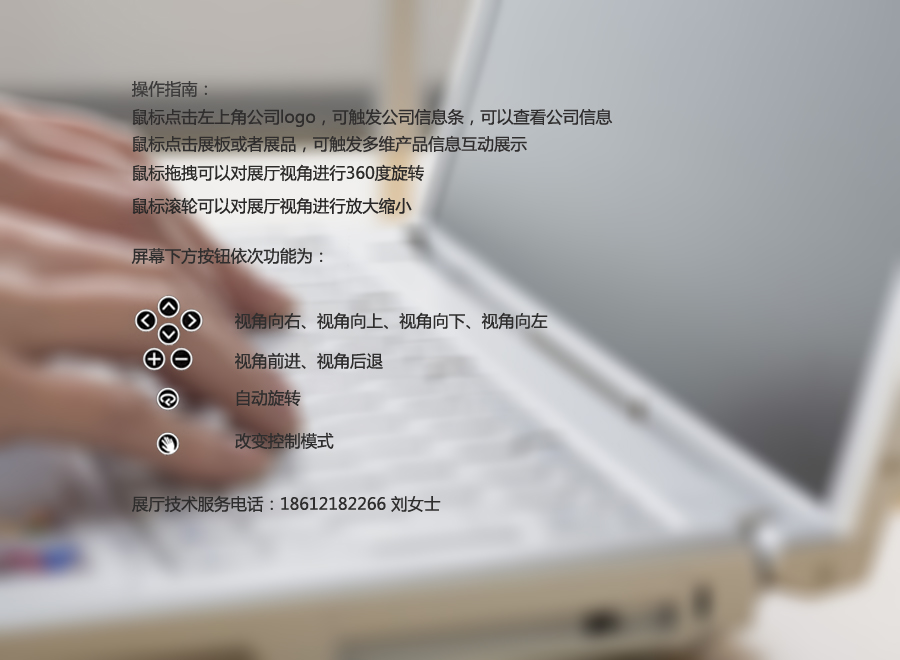 操作指南：
鼠标点击左上角公司logo，可触发公司信息条，可以查看公司信息
鼠标点击展板或者展品，可触发多维产品信息互动展示
鼠标拖拽可以对展厅视角进行360度旋转
鼠标滚轮可以对展厅视角进行放大缩小
屏幕下方按钮依次功能为：
视角向右、视角向上、视角向下、视角向左
视角前进、视角后退
自动旋转
改变控制模式
展厅技术服务电话：18612182266 刘女士